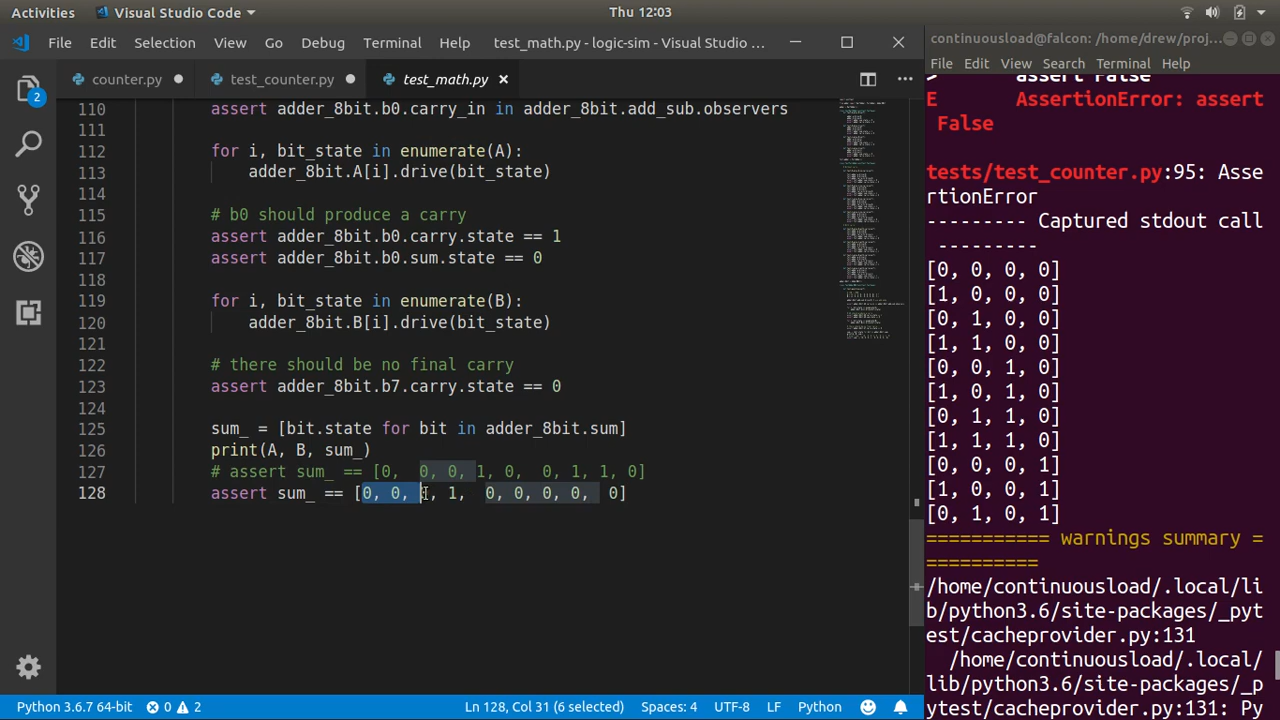 Activities Visual Studio Code Thu 12:03
File Edit Selection View Go Debug Terminal Help test_math.py - logic-sim - Visual Studio ...
counter.py test_counter.py test_math.py
2
110 assert adder_8bit.b0.carry_in in adder_8bit.add_sub.observers
111
112 for i, bit_state in enumerate(A):
113 adder_8bit.A[i].drive(bit_state)
114
115 # b0 should produce a carry
116 assert adder_8bit.b0.carry.state == 1
117 assert adder_8bit.b0.sum.state == 0
118
119 for i, bit_state in enumerate(B):
120 adder_8bit.B[i].drive(bit_state)
121
122 # there should be no final carry
123 assert adder_8bit.b7.carry.state == 0
124
125 sum_ = [bit.state for bit in adder_8bit.sum]
126 print(A, B, sum_)
127 # assert sum_ == [0, 0, 0, 1, 0, 0, 1, 1, 0]
128 assert sum_ == [0, 0, , 1, 0, 0, 0, 0, 0]
Python 3.6.7 64-bit 0 2 Ln 128, Col 31 (6 selected) Spaces: 4 UTF-8 LF Python
continuousload@falcon: /home/drew/proj...
File Edit View Search Terminal Help
> assert False
E AssertionError: assert
False
tests/test_counter.py:95: Asse
rtionError
--------- Captured stdout call
---------
[0, 0, 0, 0]
[1, 0, 0, 0]
[0, 1, 0, 0]
[1, 1, 0, 0]
[0, 0, 1, 0]
[1, 0, 1, 0]
[0, 1, 1, 0]
[1, 1, 1, 0]
[0, 0, 0, 1]
[1, 0, 0, 1]
[0, 1, 0, 1]
=========== warnings summary =
==========
/home/continuousload/.local/li
b/python3.6/site-packages/_pyt
est/cacheprovider.py:131
/home/continuousload/.local/
lib/python3.6/site-packages/_p
ytest/cacheprovider.py:131: Py